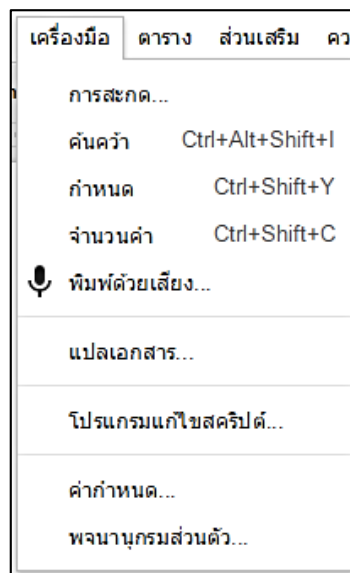 เครื่องมือ ตาราง ส่วนเสริม คว
การสะกด...
ค้นคว้า Ctrl+Alt+Shift+I
กำหนด Ctrl+Shift+Y
จำนวนคำ Ctrl+Shift+C
พิมพ์ด้วยเสียง...
แปลเอกสาร...
โปรแกรมแก้ไขสคริปต์...
ค่ากำหนด...
พจนานุกรมส่วนตัว...